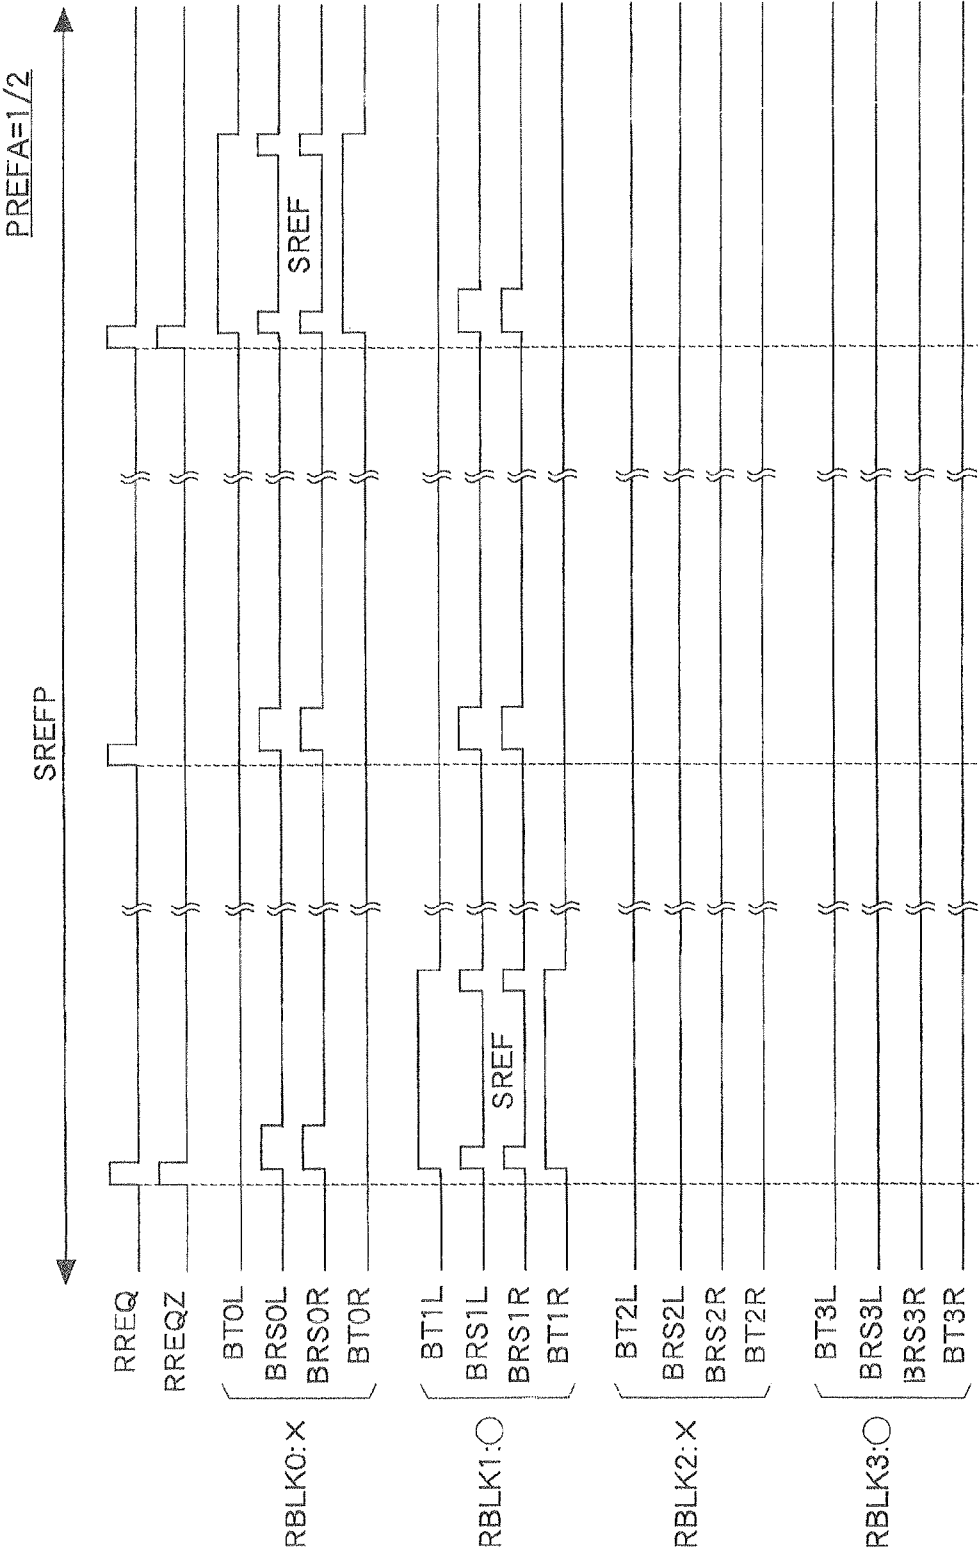 PREFA=1/2
SREFP
RREQ
RREQZ
RBLK0:×
BT0L
BRS0L
BRS0R
BT0R
SREF
RBLK1:○
BT1L
BRS1L
BRS1R
BT1R
SREF
RBLK2:×
BT2L
BRS2L
BRS2R
BT2R
RBLK3:○
BT3L
BRS3L
BRS3R
BT3R